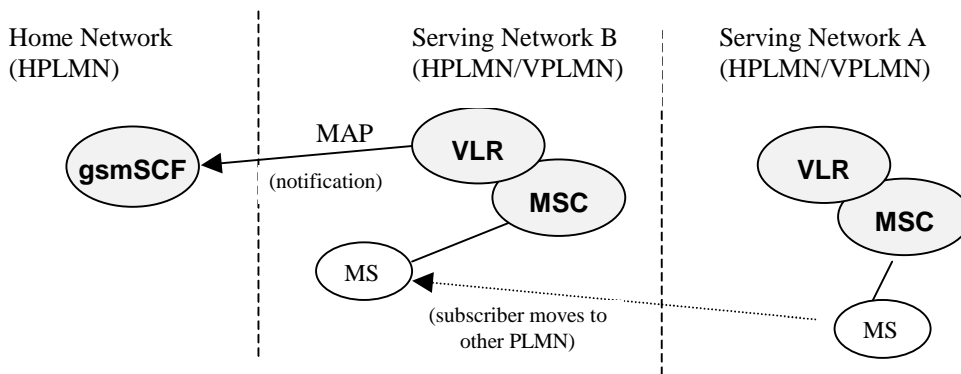 Home Network
(HPLMN)
Serving Network B
(HPLMN/VPLMN)
Serving Network A
(HPLMN/VPLMN)
gsmSCF
MAP
(notification)
VLR
MSC
MS
(subscriber moves to
other PLMN)
VLR
MSC
MS